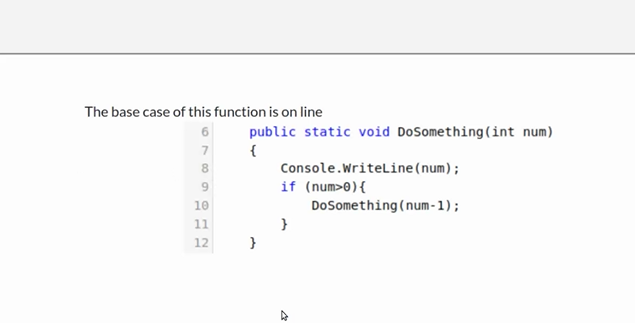 The base case of this function is on line
6 public static void DoSomething(int num)
7 {
8 Console.WriteLine(num);
9 if (num>0){
10 DoSomething(num-1);
11 }
12 }